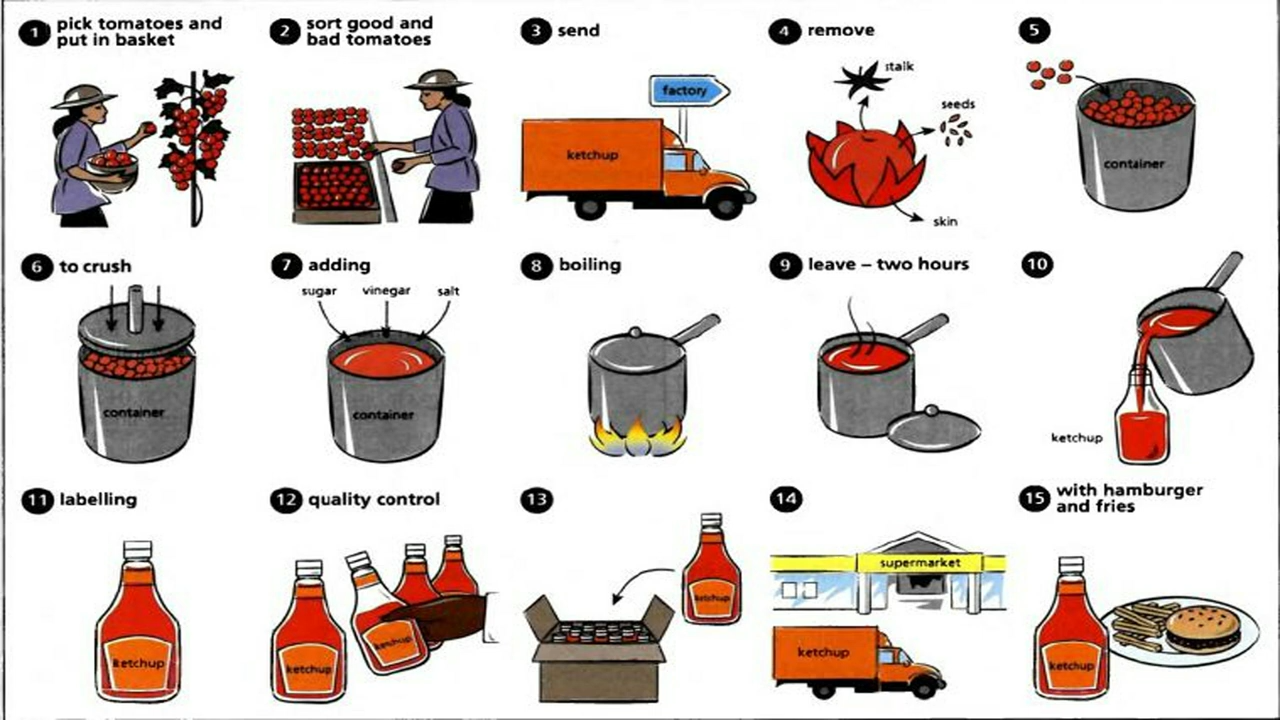 1 pick tomatoes and
put in basket
2 sort good and
bad tomatoes
3 send
factory
ketchup
4 remove
stalk
seeds
skin
5
container
6 to crush
container
7 adding
sugar vinegar salt
container
8 boiling
9 leave – two hours
10
ketchup
11 labelling
ketchup
12 quality control
ketchup
ketchup
13
ketchup
14
supermarket
ketchup
15 with hamburger
and fries
ketchup